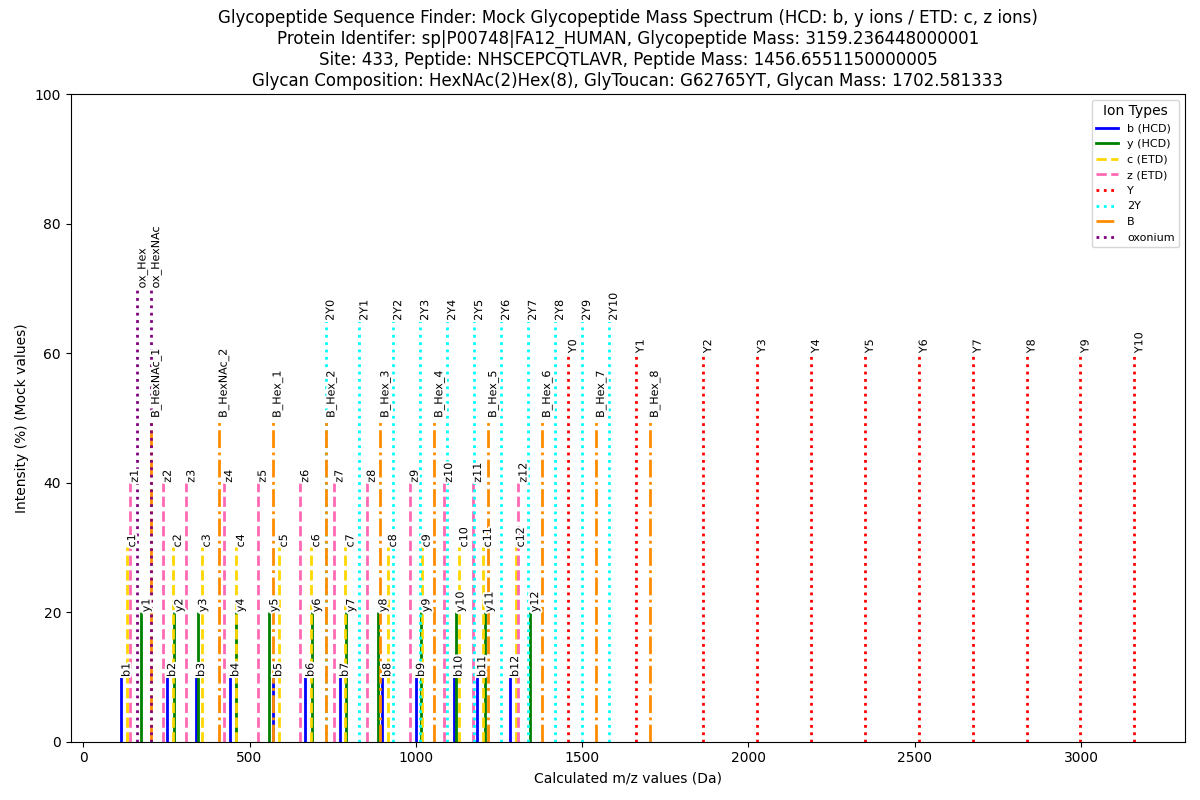 Glycopeptide Sequence Finder: Mock Glycopeptide Mass Spectrum (HCD: b, y ions / ETD: c, z ions)
Protein Identifer: sp|P00748|FA12_HUMAN, Glycopeptide Mass: 3159.236448000001
Site: 433, Peptide: NHSCEPCQTLAVR, Peptide Mass: 1456.6551150000005
Glycan Composition: HexNAc(2)Hex(8), GlyToucan: G62765YT, Glycan Mass: 1702.581333
Intensity (%) (Mock values)
100
80
60
40
20
0
Ion Types
b (HCD)
y (HCD)
c (ETD)
z (ETD)
Y
2Y
B
oxonium
ox_Hex
ox_HexNAc
2Y0
2Y1
2Y2
2Y3
2Y4
2Y5
2Y6
2Y7
2Y8
2Y9
2Y10
Y0
Y1
Y2
Y3
Y4
Y5
Y6
Y7
Y8
Y9
Y10
B_HexNAc_1
B_HexNAc_2
B_Hex_1
B_Hex_2
B_Hex_3
B_Hex_4
B_Hex_5
B_Hex_6
B_Hex_7
B_Hex_8
z1
z2
z3
z4
z5
z6
z7
z8
z9
z10
z11
z12
c1
c2
c3
c4
c5
c6
c7
c8
c9
c10
c11
c12
y1
y2
y3
y4
y5
y6
y7
y8
y9
y10
y11
y12
b1
b2
b3
b4
b5
b6
b7
b8
b9
b10
b11
b12
0
500
1000
1500
2000
2500
3000
Calculated m/z values (Da)